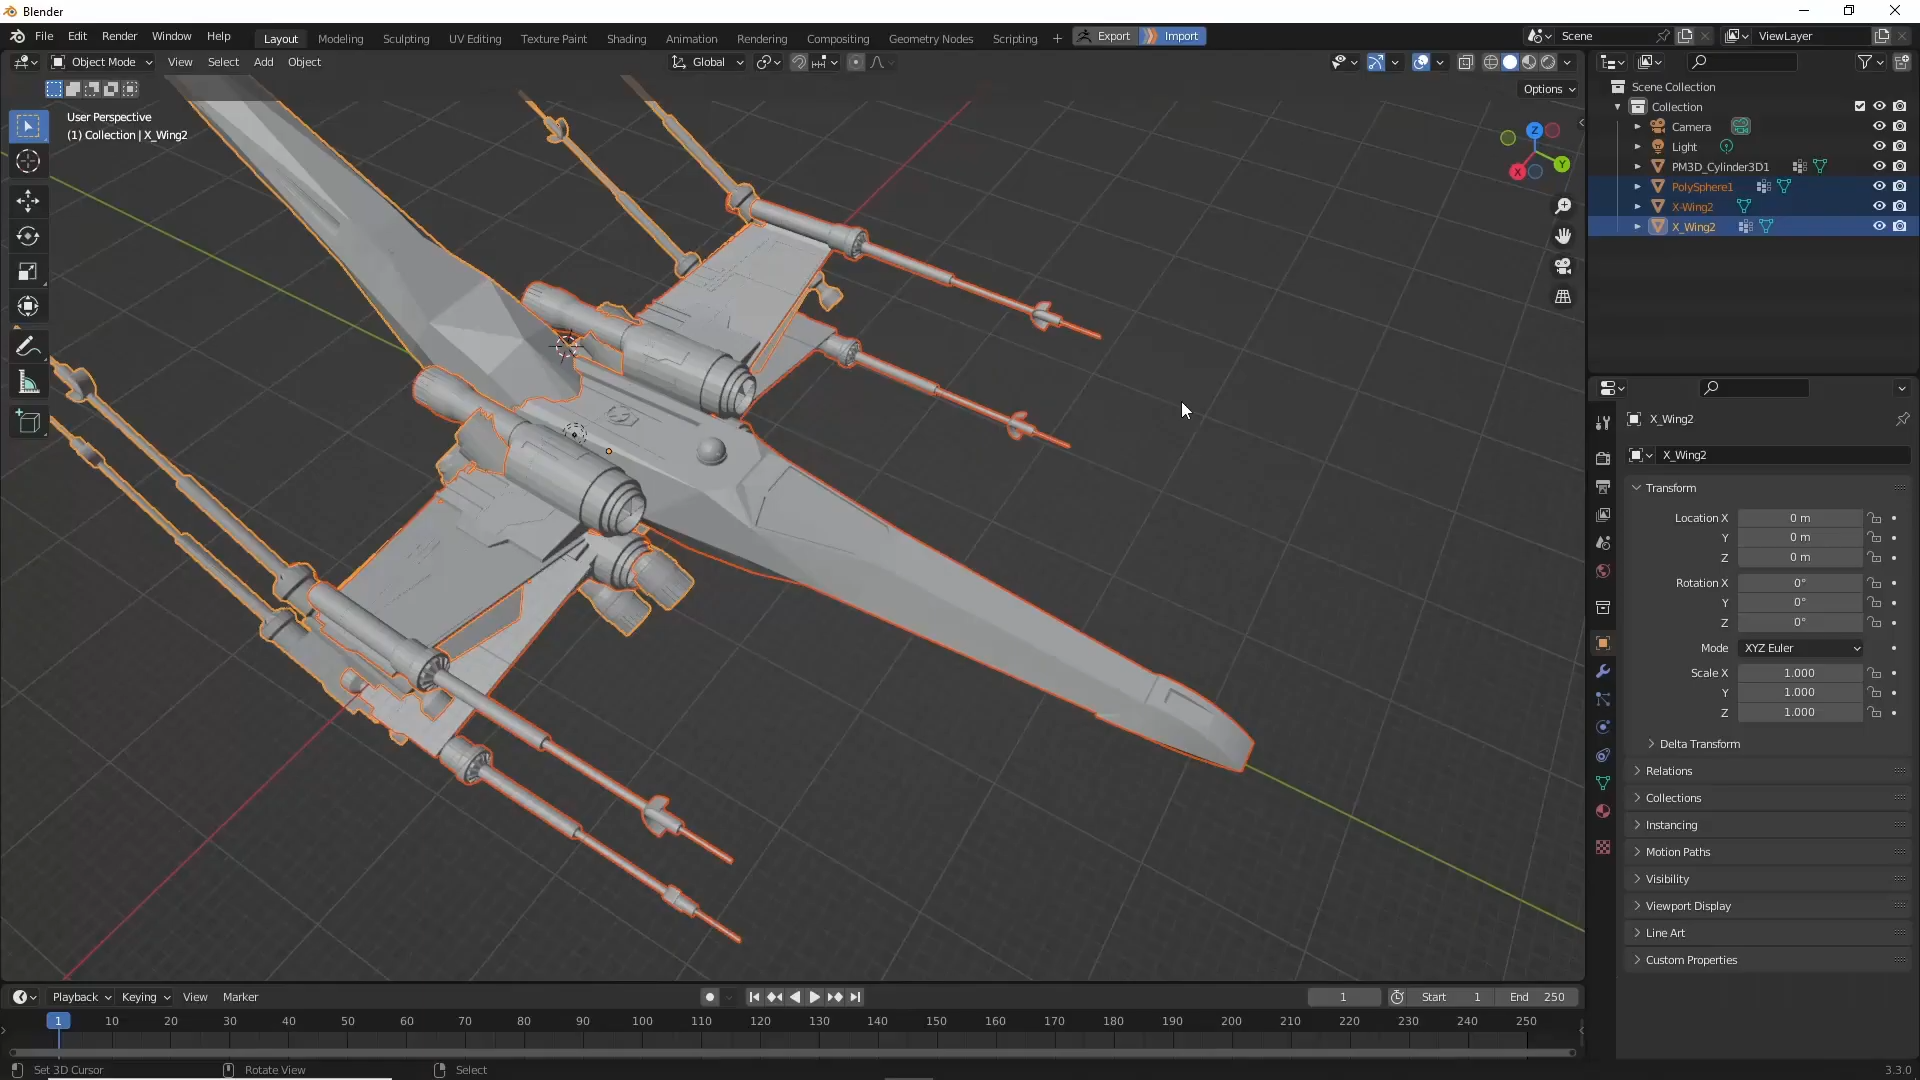 Blender
File Edit Render Window Help Layout Modeling Sculpting UV Editing Texture Paint Shading Animation Rendering Compositing Geometry Nodes Scripting + Export Import Scene ViewLayer
Object Mode View Select Add Object Global
Options
User Perspective
(1) Collection | X_Wing2
Z
Y
X
Scene Collection
Collection
Camera
Light
PM3D_Cylinder3D1
PolySphere1
X-Wing2
X_Wing2
X_Wing2
X_Wing2
Transform
Location X 0 m
Y 0 m
Z 0 m
Rotation X 0°
Y 0°
Z 0°
Mode XYZ Euler
Scale X 1.000
Y 1.000
Z 1.000
Delta Transform
Relations
Collections
Instancing
Motion Paths
Visibility
Viewport Display
Line Art
Custom Properties
Playback Keying View Marker 1 Start 1 End 250
1 10 20 30 40 50 60 70 80 90 100 110 120 130 140 150 160 170 180 190 200 210 220 230 240 250
Set 3D Cursor Rotate View Select 3.3.0